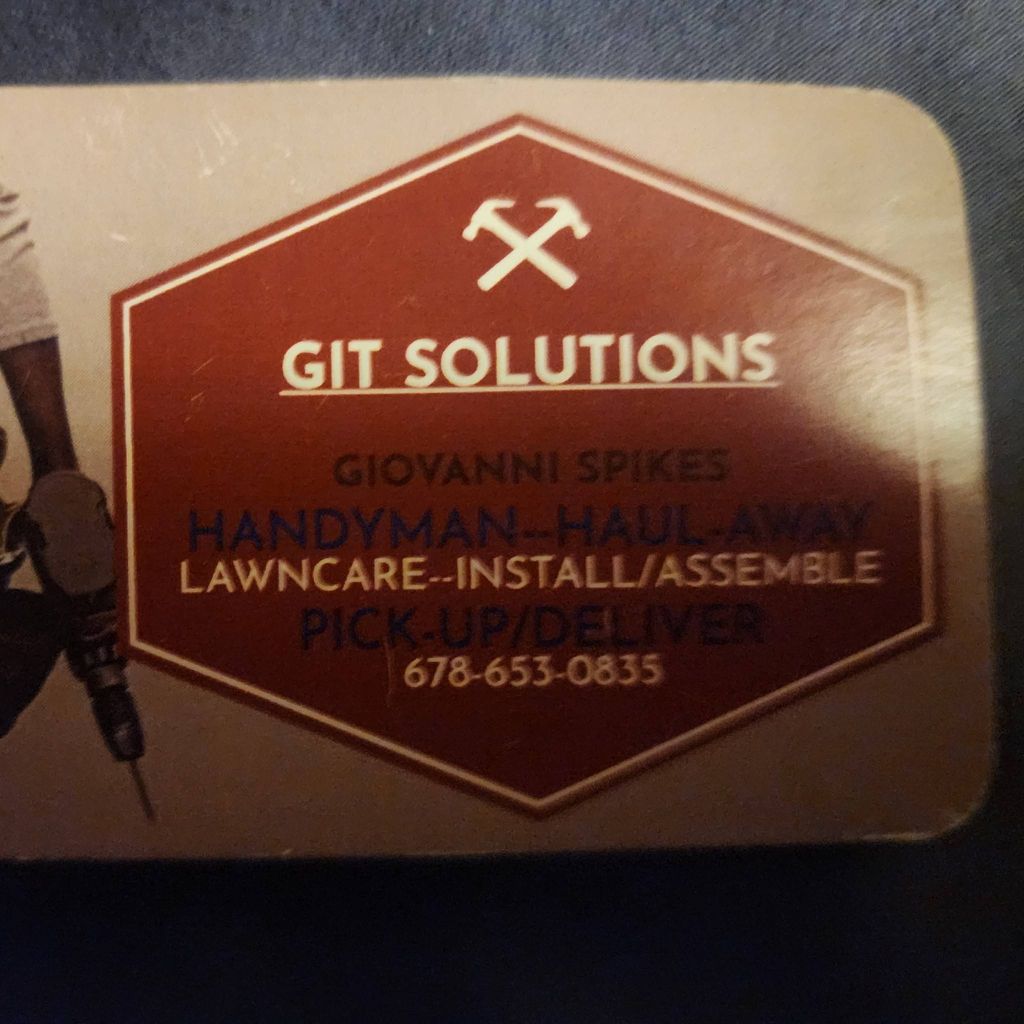 GIT SOLUTIONS
GIOVANNI SPIKES
HANDYMAN--HAUL-AWAY
LAWNCARE--INSTALL/ASSEMBLE
PICK-UP/DELIVER
678-653-0835